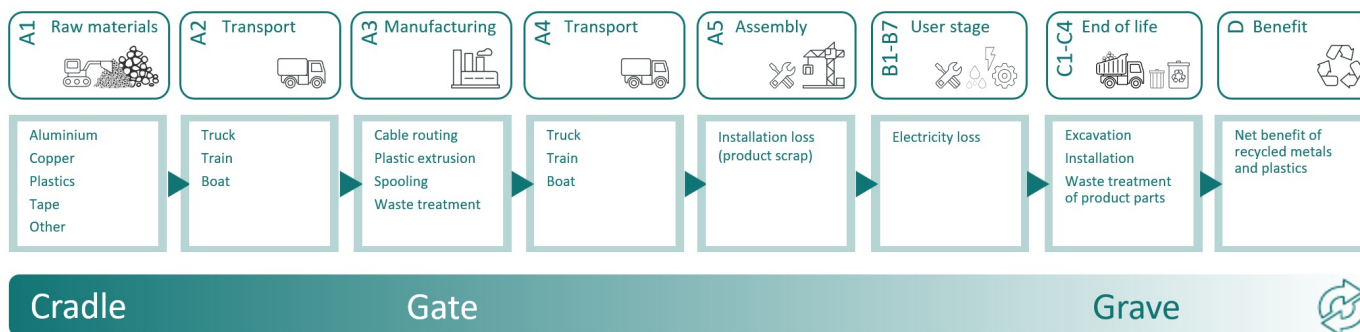 A1 Raw materials
A2 Transport
A3 Manufacturing
A4 Transport
A5 Assembly
B1-B7 User stage
C1-C4 End of life
D Benefit
Aluminium
Copper
Plastics
Tape
Other
Truck
Train
Boat
Cable routing
Plastic extrusion
Spooling
Waste treatment
Truck
Train
Boat
Installation loss
(product scrap)
Electricity loss
Excavation
Installation
Waste treatment
of product parts
Net benefit of
recycled metals
and plastics
Cradle
Gate
Grave